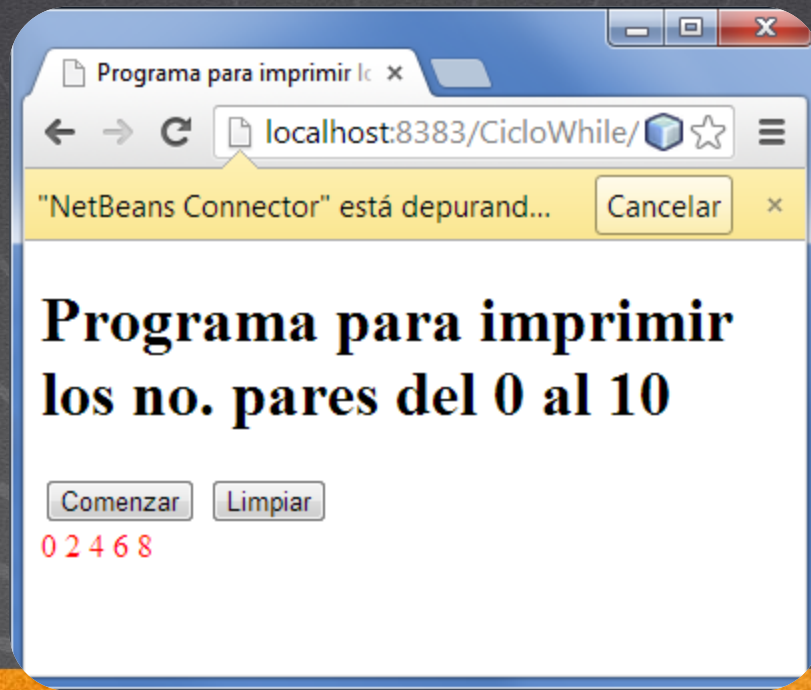 Programa para imprimir lo
localhost:8383/CicloWhile/
"NetBeans Connector" está depurand... Cancelar
Programa para imprimir
los no. pares del 0 al 10
Comenzar Limpiar
0 2 4 6 8